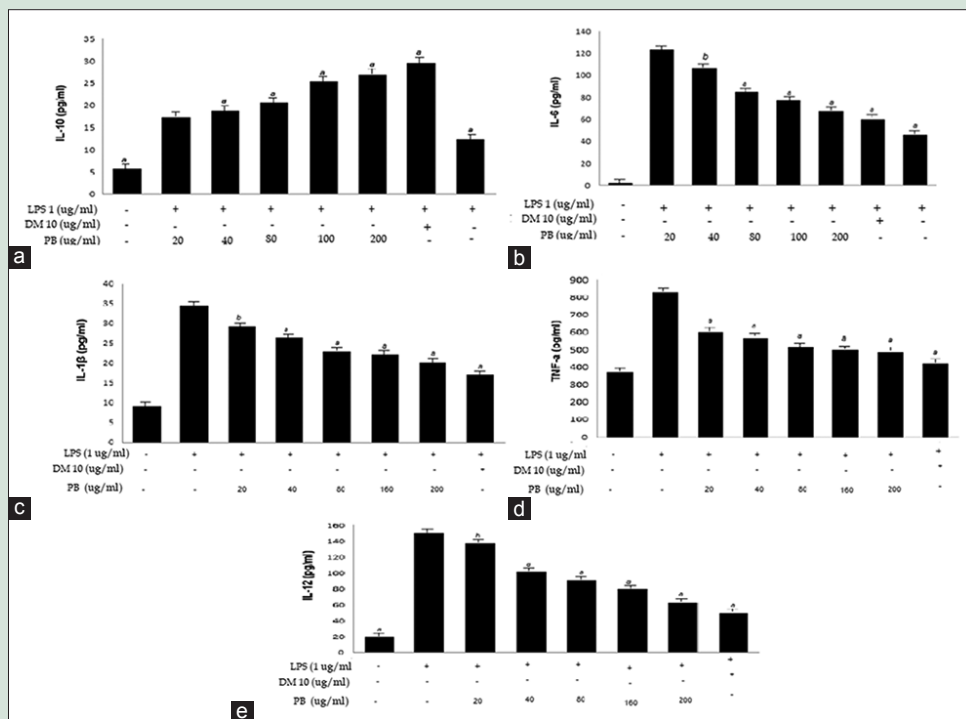 35
30
25
20
15
10
5
0
IL-10 (pg/ml)
a a a a a a a
LPS 1 (ug/ml) - + + + + + + +
DM 10 (ug/ml) - - - - - - + -
PB (ug/ml) - 20 40 80 100 200 - -
a
140
120
100
80
60
40
20
0
IL-6 (pg/ml)
b a a a a a
LPS 1 (ug/ml) - + + + + + + +
DM 10 (ug/ml) - - - - - - + -
PB (ug/ml) - 20 40 80 100 200 - -
b
40
35
30
25
20
15
10
5
0
IL-1β (pg/ml)
b a a a a a
LPS (1 ug/ml) - + + + + + + +
DM 10 (ug/ml) - - - - - - -
PB (ug/ml) - - 20 40 80 160 200 -
c
900
800
700
600
500
400
300
200
100
0
TNF-a (pg/ml)
a a a a a a
LPS (1 ug/ml - + + + + + + +
DM 10 (ug/ml) - - - - - - -
PB (ug/ml) - - 20 40 80 160 200 -
d
160
140
120
100
80
60
40
20
0
IL-12 (pg/ml)
a a a a a a
LPS (1 ug/ml - + + + + + + +
DM 10 (ug/ml) - - - - - - -
PB (ug/ml) - - 20 40 80 160 200 -
e